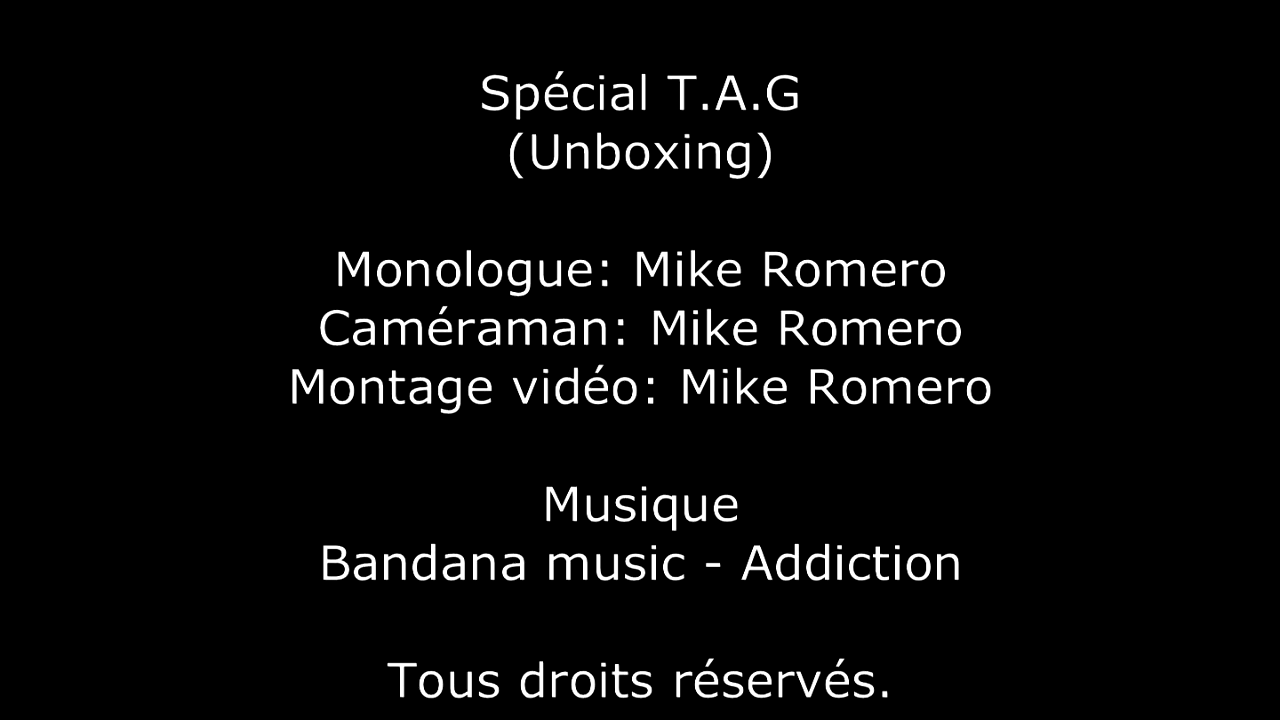 Spécial T.A.G
(Unboxing)
Monologue: Mike Romero
Caméraman: Mike Romero
Montage vidéo: Mike Romero
Musique
Bandana music - Addiction
Tous droits réservés.